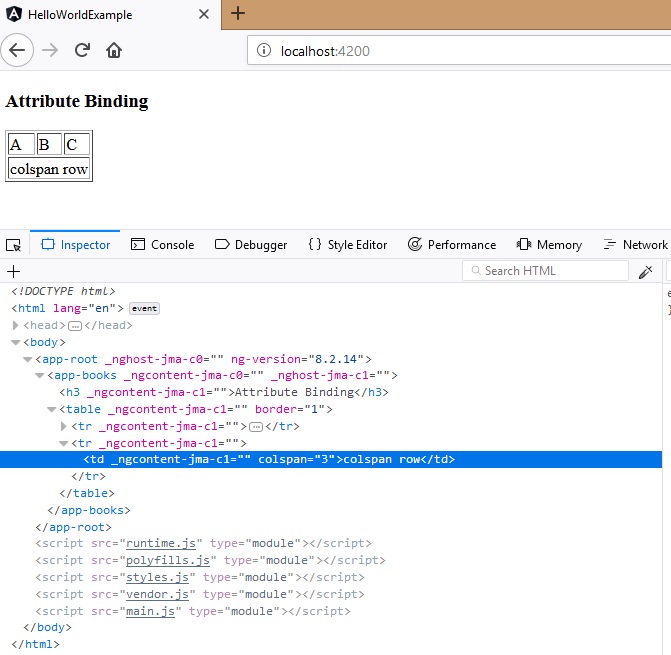 HelloWorldExample
localhost:4200
Attribute Binding
A B C
colspan row
Inspector Console Debugger { } Style Editor Performance Memory Network
Search HTML
<!DOCTYPE html>
<html lang="en"> event
<head> ... </head>
<body>
<app-root _nghost-jma-c0="" ng-version="8.2.14">
<app-books _ngcontent-jma-c0="" _nghost-jma-c1="">
<h3 _ngcontent-jma-c1="">Attribute Binding</h3>
<table _ngcontent-jma-c1="" border="1">
<tr _ngcontent-jma-c1=""> ... </tr>
<tr _ngcontent-jma-c1="">
<td _ngcontent-jma-c1="" colspan="3">colspan row</td>
</tr>
</table>
</app-books>
</app-root>
<script src="runtime.js" type="module"></script>
<script src="polyfills.js" type="module"></script>
<script src="styles.js" type="module"></script>
<script src="vendor.js" type="module"></script>
<script src="main.js" type="module"></script>
</body>
</html>